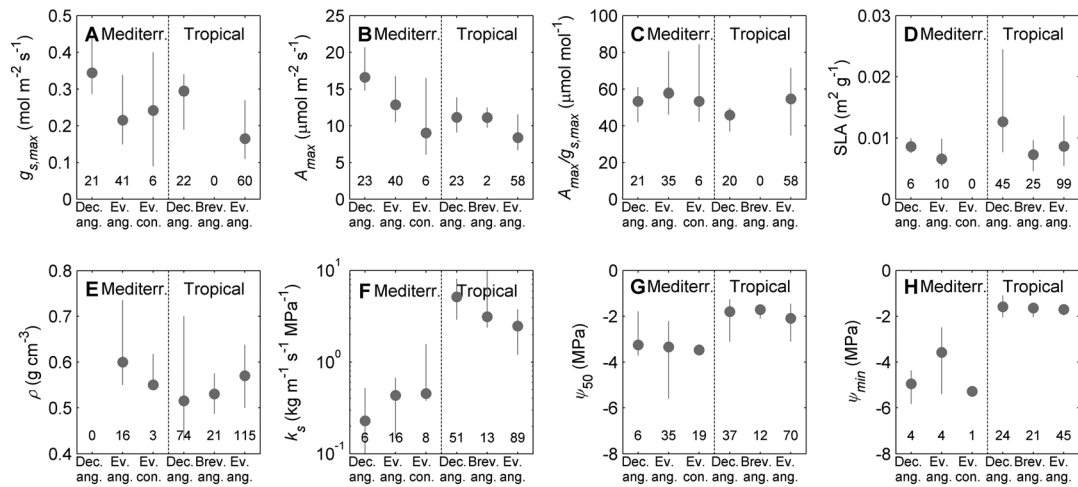 A Mediterr. Tropical
g_s,max (mol m-2 s-1)
0.5
0.4
0.3
0.2
0.1
0
21 41 6 22 0 60
Dec. Ev. Ev. Dec. Brev. Ev.
ang. ang. con. ang. ang. ang.
B Mediterr. Tropical
A_max (μmol m-2 s-1)
25
20
15
10
5
0
23 40 6 23 2 58
Dec. Ev. Ev. Dec. Brev. Ev.
ang. ang. con. ang. ang. ang.
C Mediterr. Tropical
A_max/g_s,max (μmol mol-1)
100
80
60
40
20
0
21 35 6 20 0 58
Dec. Ev. Ev. Dec. Brev. Ev.
ang. ang. con. ang. ang. ang.
D Mediterr. Tropical
SLA (m2 g-1)
0.03
0.02
0.01
0
6 10 0 45 25 99
Dec. Ev. Ev. Dec. Brev. Ev.
ang. ang. con. ang. ang. ang.
E Mediterr. Tropical
ρ (g cm-3)
0.8
0.7
0.6
0.5
0.4
0 16 3 74 21 115
Dec. Ev. Ev. Dec. Brev. Ev.
ang. ang. con. ang. ang. ang.
F Mediterr. Tropical
k_s (kg m-1 s-1 MPa-1)
10^1
10^0
10^-1
6 16 8 51 13 89
Dec. Ev. Ev. Dec. Brev. Ev.
ang. ang. con. ang. ang. ang.
G Mediterr. Tropical
ψ_50 (MPa)
0
−2
−4
−6
−8
6 35 19 37 12 70
Dec. Ev. Ev. Dec. Brev. Ev.
ang. ang. con. ang. ang. ang.
H Mediterr. Tropical
ψ_min (MPa)
0
−2
−4
−6
−8
4 4 1 24 21 45
Dec. Ev. Ev. Dec. Brev. Ev.
ang. ang. con. ang. ang. ang.